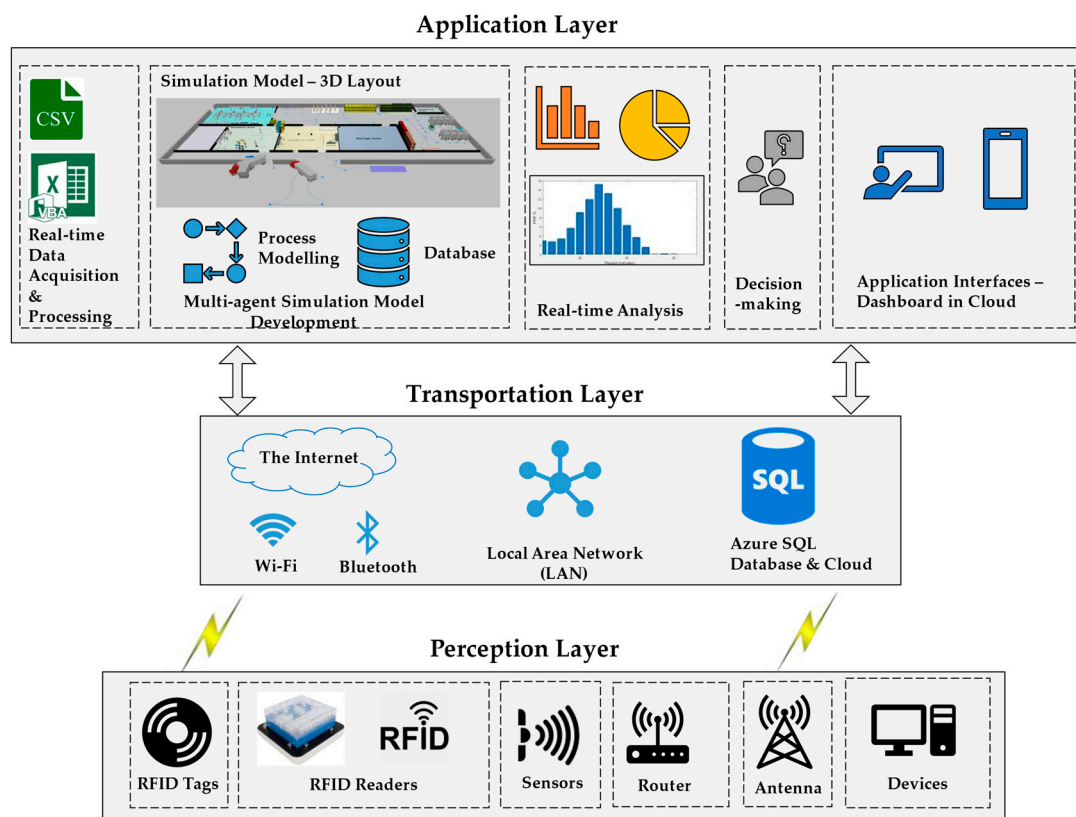 Application Layer
CSV
X
VBA
Real-time
Data
Acquisition
&
Processing
Simulation Model – 3D Layout
Process
Modelling
Database
Multi-agent Simulation Model
Development
Real-time Analysis
?
Decision
-making
Application Interfaces –
Dashboard in Cloud
Transportation Layer
The Internet
Wi-Fi
Bluetooth
Local Area Network
(LAN)
SQL
Azure SQL
Database & Cloud
Perception Layer
RFID Tags
RFID
RFID Readers
Sensors
Router
Antenna
Devices